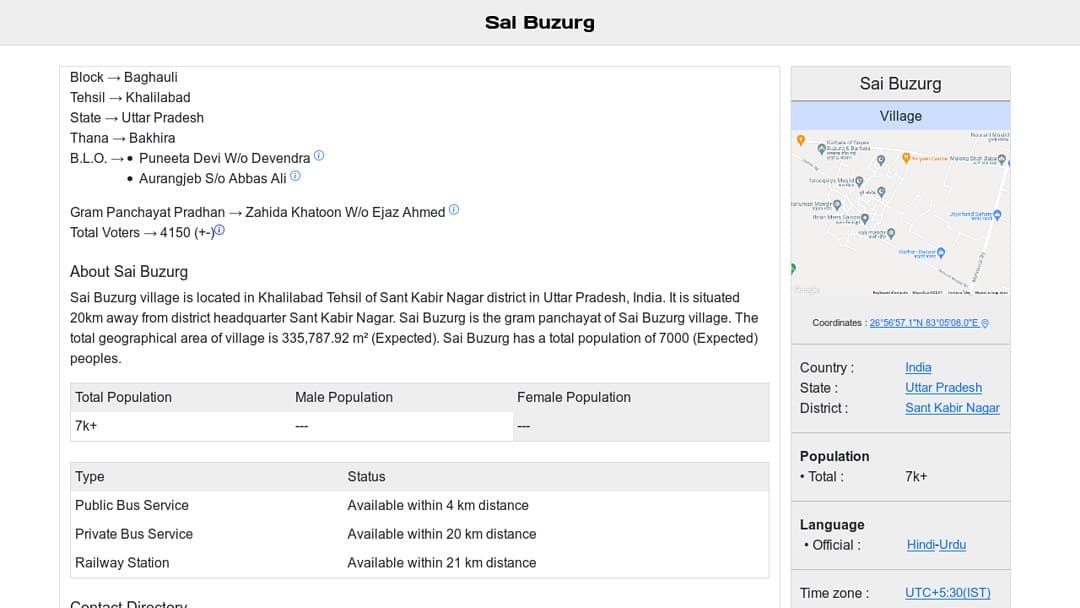 Sai Buzurg
Block → Baghauli
Tehsil → Khalilabad
State → Uttar Pradesh
Thana → Bakhira
B.L.O. → • Puneeta Devi W/o Devendra
• Aurangjeb S/o Abbas Ali
Gram Panchayat Pradhan → Zahida Khatoon W/o Ejaz Ahmed
Total Voters → 4150 (+-)
About Sai Buzurg
Sai Buzurg village is located in Khalilabad Tehsil of Sant Kabir Nagar district in Uttar Pradesh, India. It is situated
20km away from district headquarter Sant Kabir Nagar. Sai Buzurg is the gram panchayat of Sai Buzurg village. The
total geographical area of village is 335,787.92 m² (Expected). Sai Buzurg has a total population of 7000 (Expected)
peoples.
Total Population Male Population Female Population
7k+ --- ---
Type Status
Public Bus Service Available within 4 km distance
Private Bus Service Available within 20 km distance
Railway Station Available within 21 km distance
Contact Directory
Sai Buzurg
Village
Google
Coordinates : 26°56'57.1"N 83°05'08.0"E
Country : India
State : Uttar Pradesh
District : Sant Kabir Nagar
Population
• Total : 7k+
Language
• Official : Hindi-Urdu
Time zone : UTC+5:30(IST)